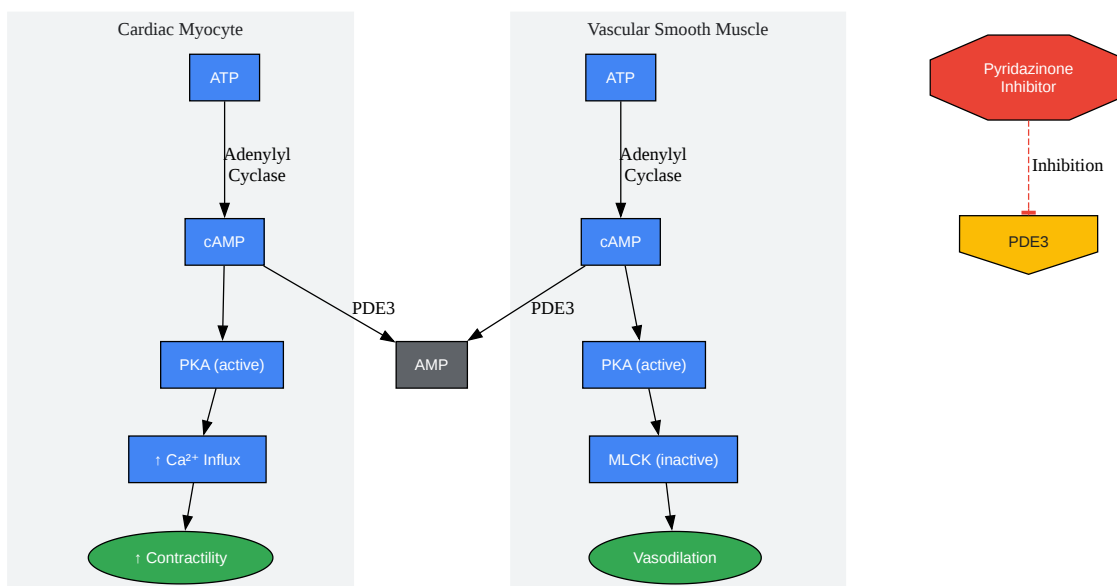 Cardiac Myocyte
ATP
Adenylyl
Cyclase
cAMP
PDE3
PKA (active)
↑ Ca²⁺ Influx
↑ Contractility
AMP
Vascular Smooth Muscle
ATP
Adenylyl
Cyclase
cAMP
PDE3
PKA (active)
MLCK (inactive)
Vasodilation
Pyridazinone
Inhibitor
Inhibition
PDE3